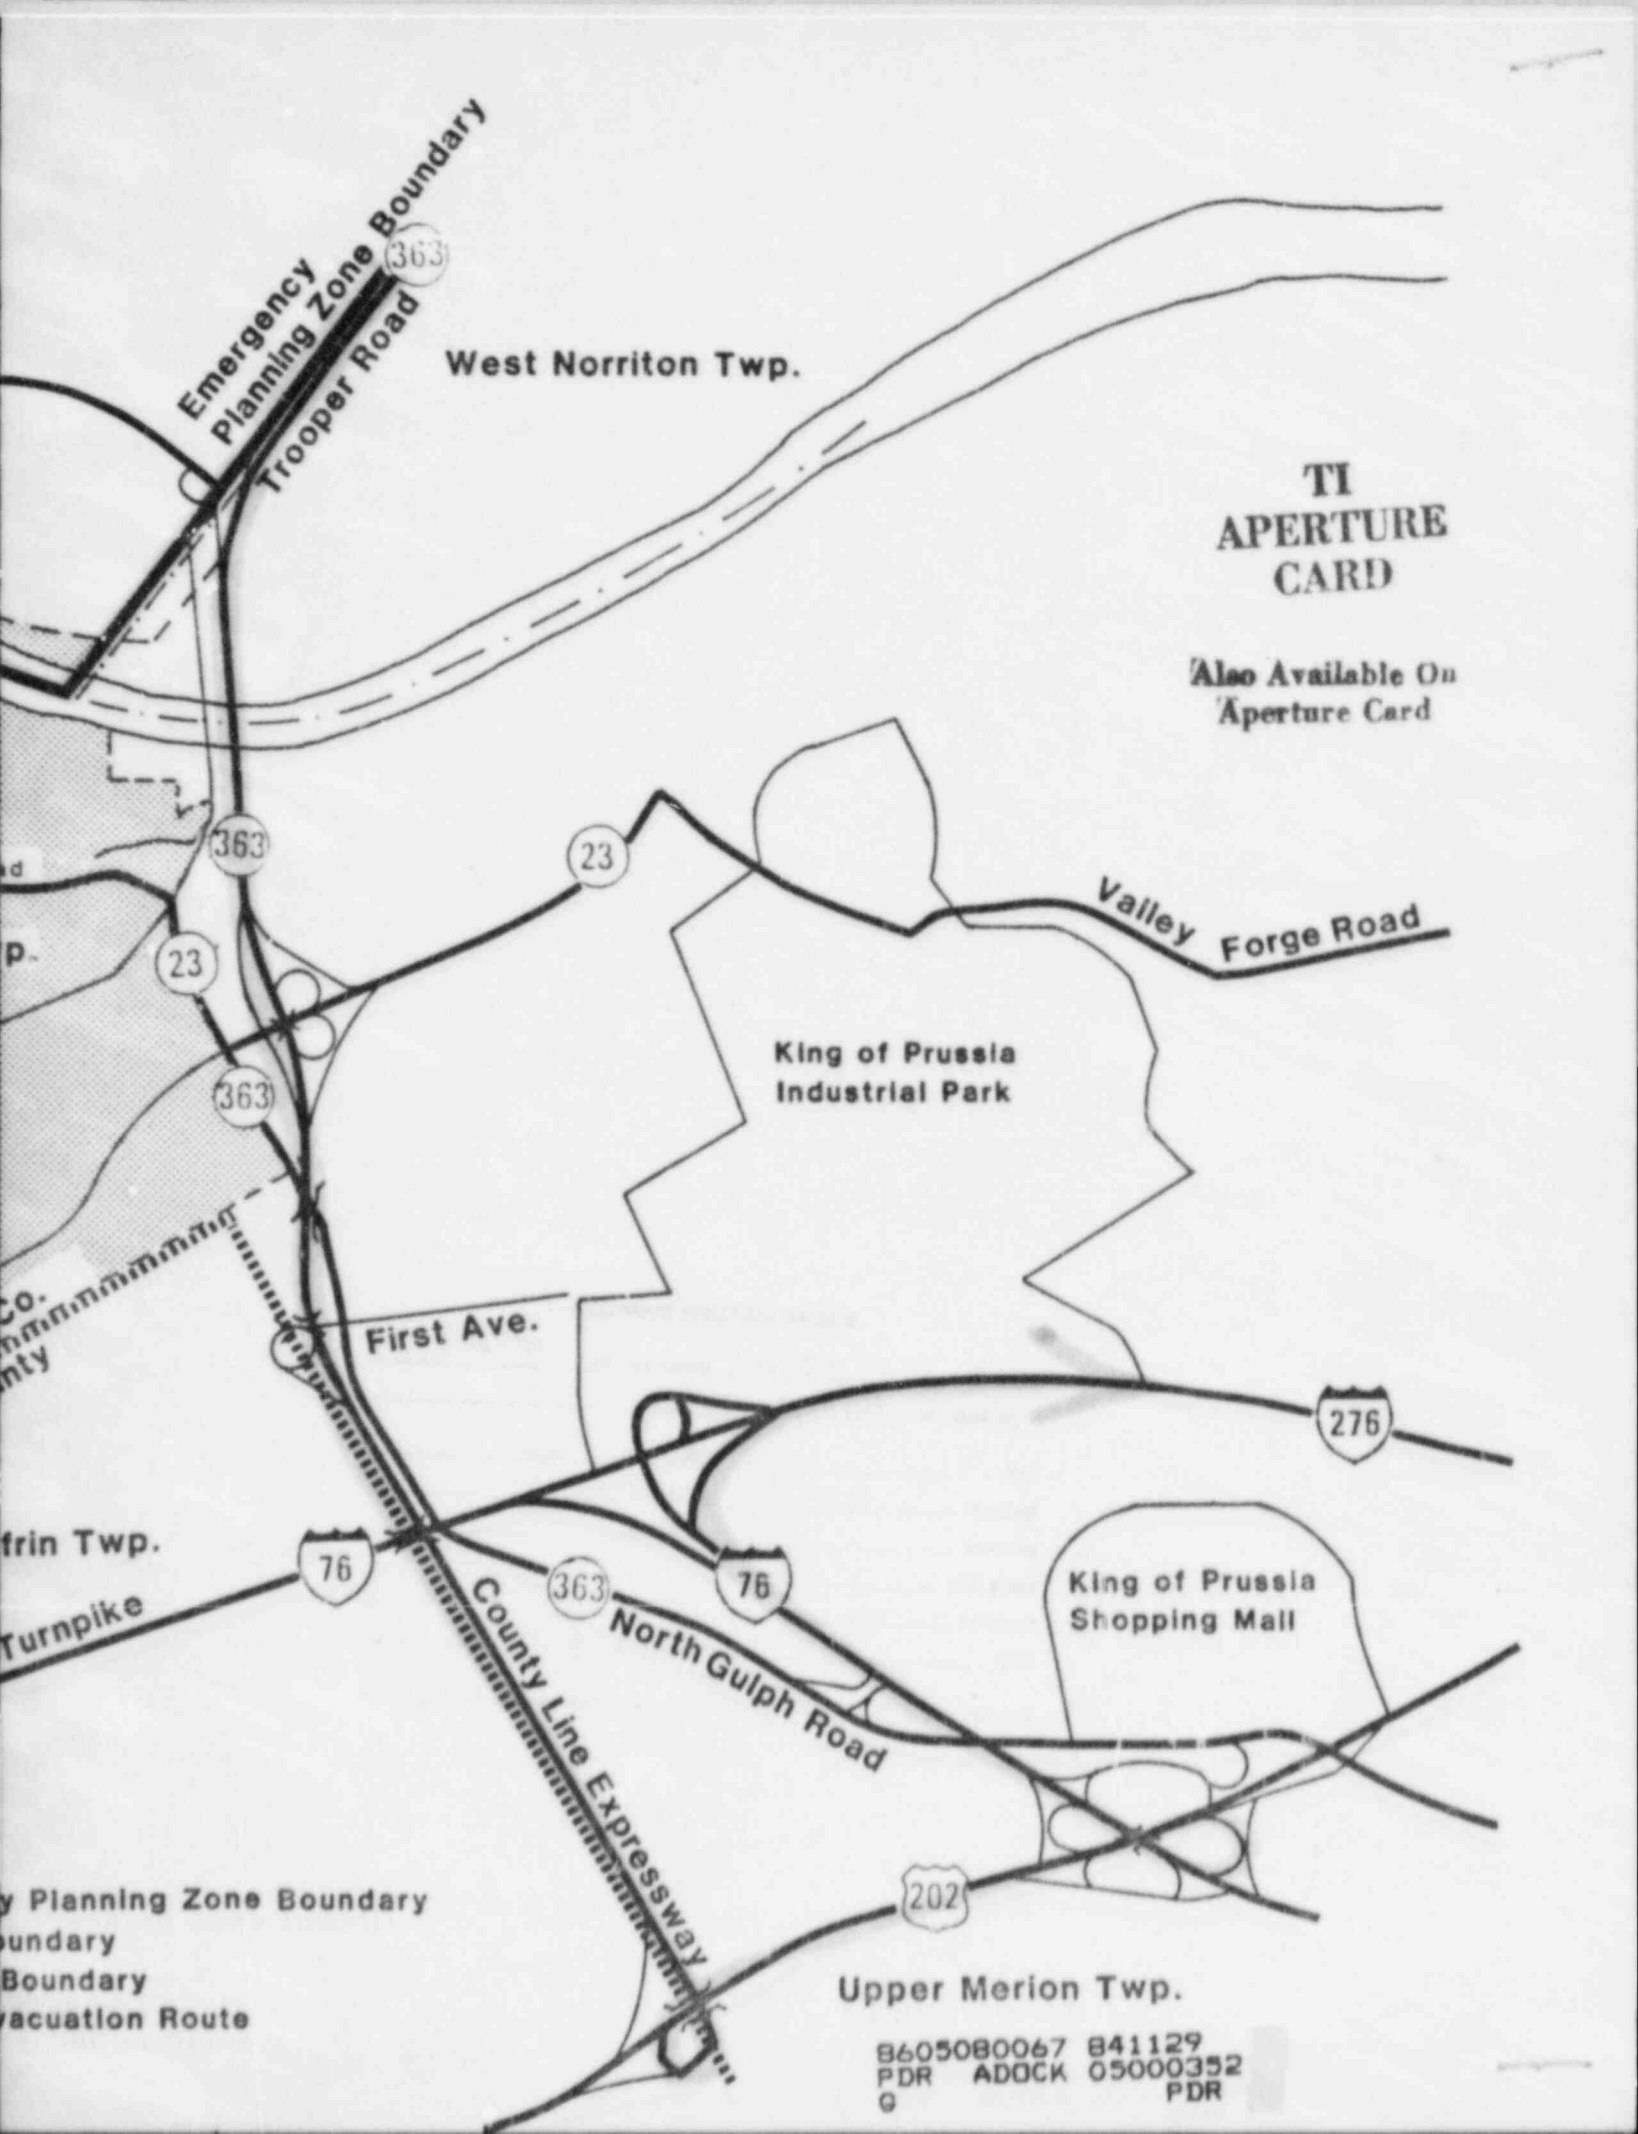 Emergency
Planning Zone Boundary
363
Trooper Road
West Norriton Twp.
TI
APERTURE
CARD
Also Available On
Aperture Card
363
23
Valley Forge Road
23
363
King of Prussia
Industrial Park
Co.
First Ave.
276
Twp.
76
Turnpike
363
76
North Gulph Road
County Line Expressway
King of Prussia
Shopping Mall
202
Planning Zone Boundary
Boundary
Route
Upper Merion Twp.
8605080067 841129
PDR ADOCK 05000352
G PDR